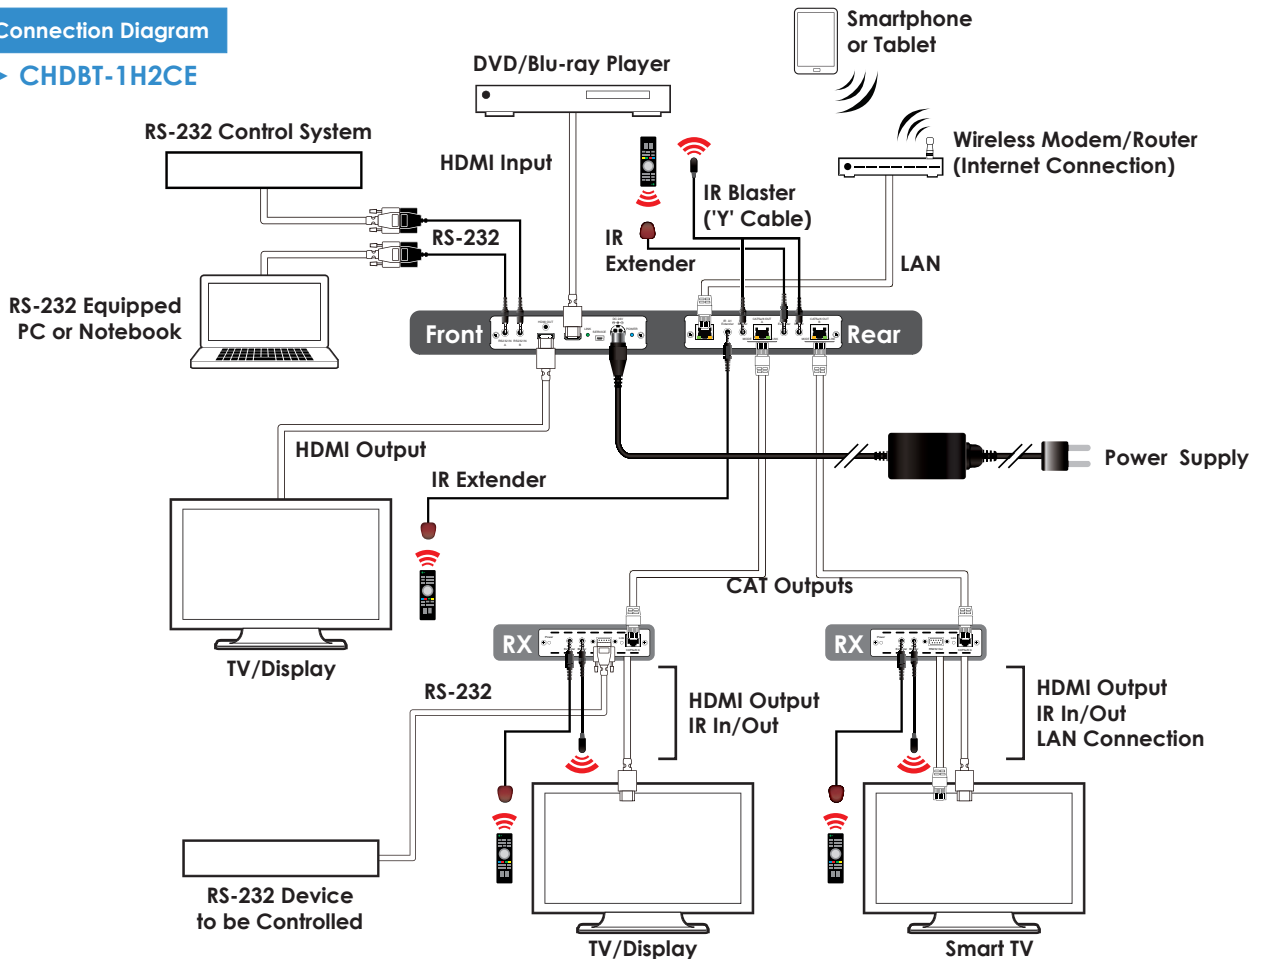 Connection Diagram
CHDBT-1H2CE
Smartphone
or Tablet
DVD/Blu-ray Player
RS-232 Control System
HDMI Input
Wireless Modem/Router
(Internet Connection)
IR Blaster
('Y' Cable)
RS-232
IR
Extender
LAN
RS-232 Equipped
PC or Notebook
Front
Rear
HDMI OUT
HDMI Output
IR Extender
Power Supply
CAT Outputs
RX
RX
TV/Display
RS-232
HDMI Output
IR In/Out
HDMI Output
IR In/Out
LAN Connection
RS-232 Device
to be Controlled
TV/Display
Smart TV